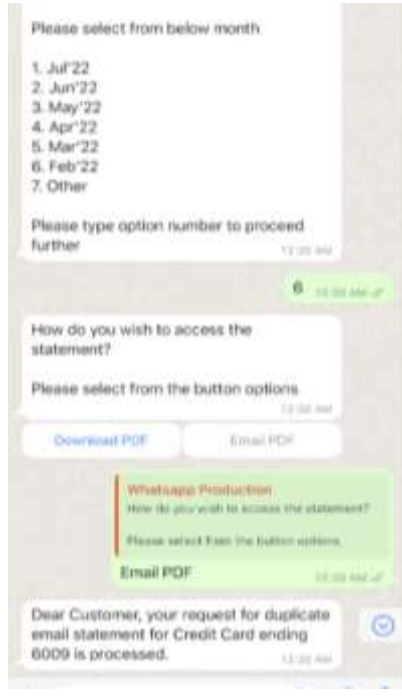 Please select from below month
1. Jul'22
2. Jun'22
3. May'22
4. Apr'22
5. Mar'22
6. Feb'22
7. Other
Please type option number to proceed
further
6
How do you wish to access the
statement?
Please select from the button options
Download PDF
Email PDF
Whatsapp Production
How do you wish to access the statement?
Please select from the button options
Email PDF
Dear Customer, your request for duplicate
email statement for Credit Card ending
6009 is processed.